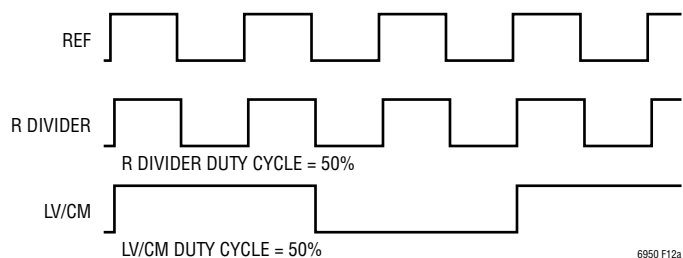 REF
R DIVIDER
R DIVIDER DUTY CYCLE = 50%
LV/CM
LV/CM DUTY CYCLE = 50%
6950 F12a